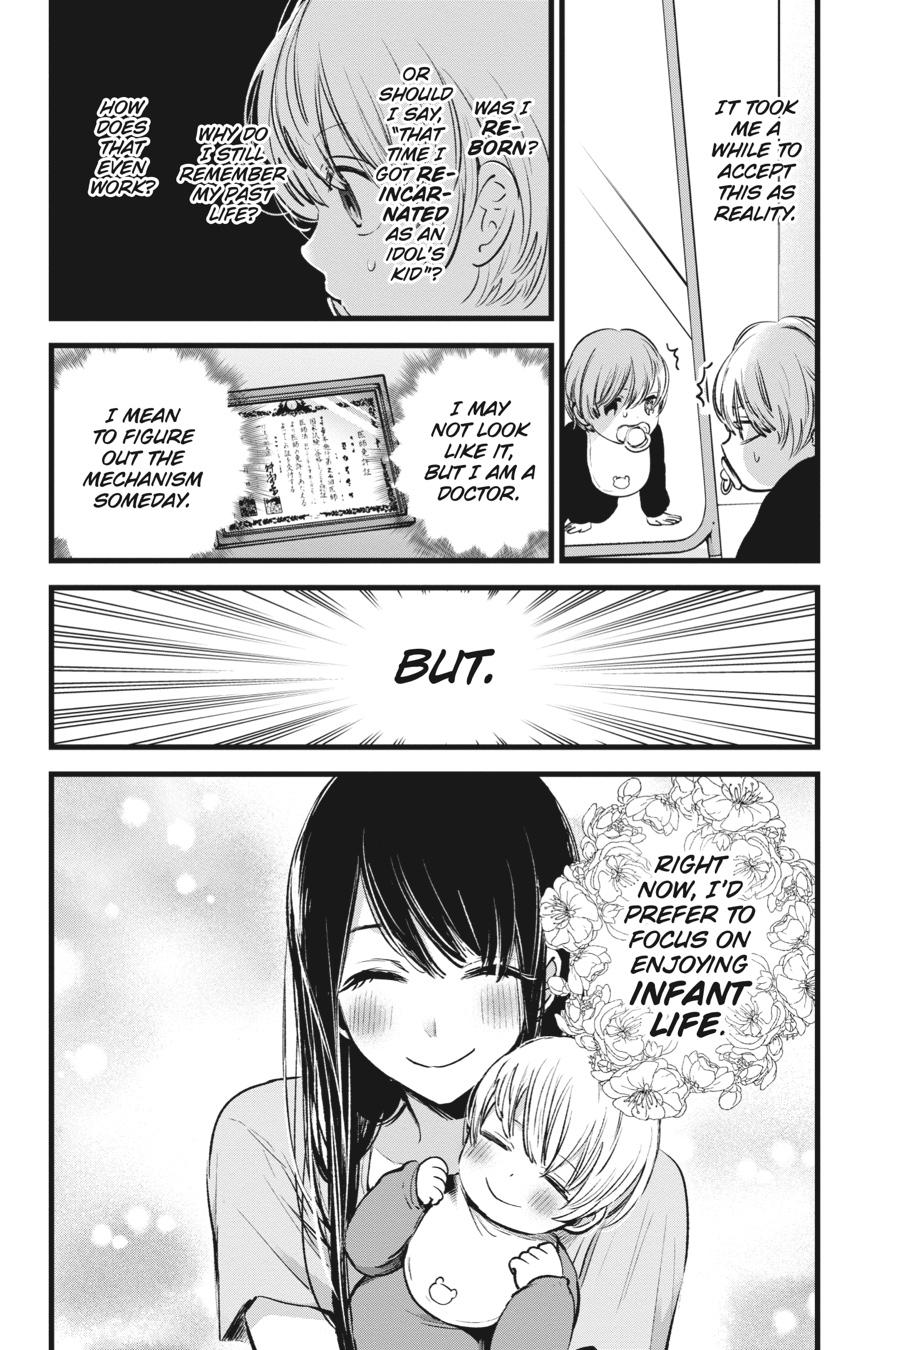 IT TOOK
ME A
WHILE TO
ACCEPT
THIS AS
REALITY.
WAS I
RE-
BORN?
OR
SHOULD
I SAY,
"THAT
TIME I
GOT RE-
INCAR-
NATED
AS AN
IDOL'S
KID"?
WHY DO
I STILL
REMEMBER
MY PAST
LIFE?
HOW
DOES
THAT
EVEN
WORK?
I MAY
NOT LOOK
LIKE IT,
BUT I AM A
DOCTOR.
I MEAN
TO FIGURE
OUT THE
MECHANISM
SOMEDAY.
BUT.
RIGHT
NOW, I'D
PREFER TO
FOCUS ON
ENJOYING
INFANT
LIFE.